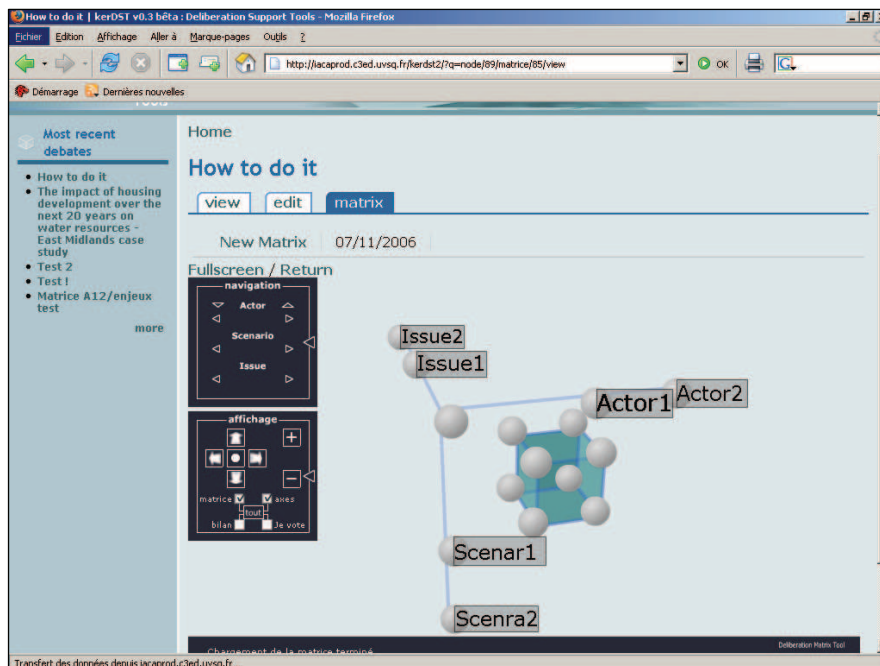 How to do it | kerDST v0.3 bêta : Deliberation Support Tools - Mozilla Firefox
Fichier Edition Affichage Aller à Marque-pages Outils ?
http://iacaprod.c3ed.uvsq.fr/kerdst2/?q=node/89/matrice/85/view OK
Démarrage Dernières nouvelles
Most recent
debates
How to do it
The impact of housing
development over the
next 20 years on
water resources -
East Midlands case
study
Test 2
Test !
Matrice A12/enjeux
test
more
Home
How to do it
view edit matrix
New Matrix 07/11/2006
Fullscreen / Return
navigation
Actor
Scenario
Issue
affichage
matrice axes
tout
bilan Je vote
Issue2
Issue1
Actor1
Actor2
Scenar1
Scenra2
Chargement de la matrice terminé
Deliberation Matrix Tool
Transfert des données depuis iacaprod.c3ed.uvsq.fr...